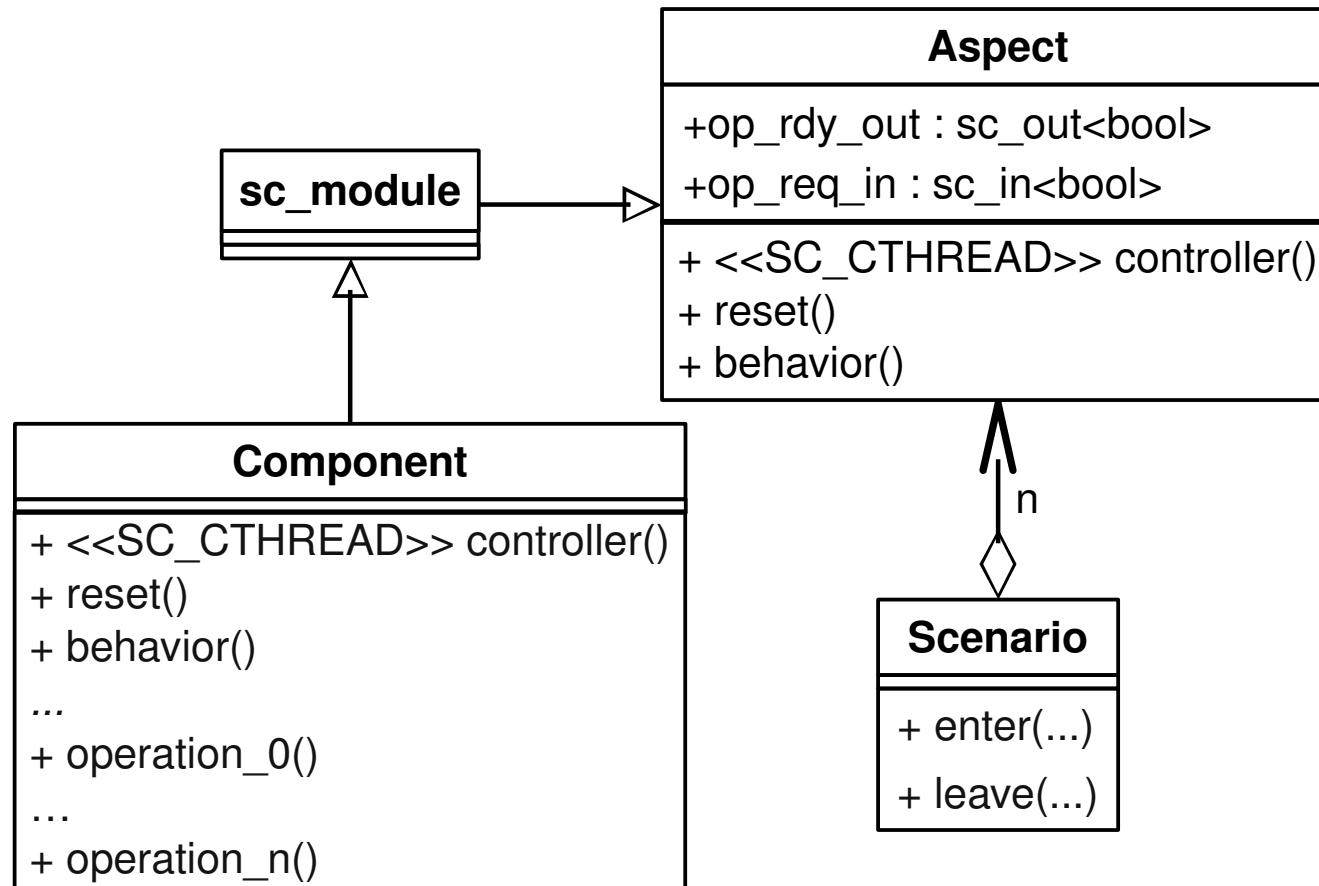 Aspect
+op_rdy_out : sc_out<bool>
+op_req_in : sc_in<bool>
+ <<SC_CTHREAD>> controller()
+ reset()
+ behavior()
sc_module
Component
+ <<SC_CTHREAD>> controller()
+ reset()
+ behavior()
...
+ operation_0()
...
+ operation_n()
n
Scenario
+ enter(...)
+ leave(...)